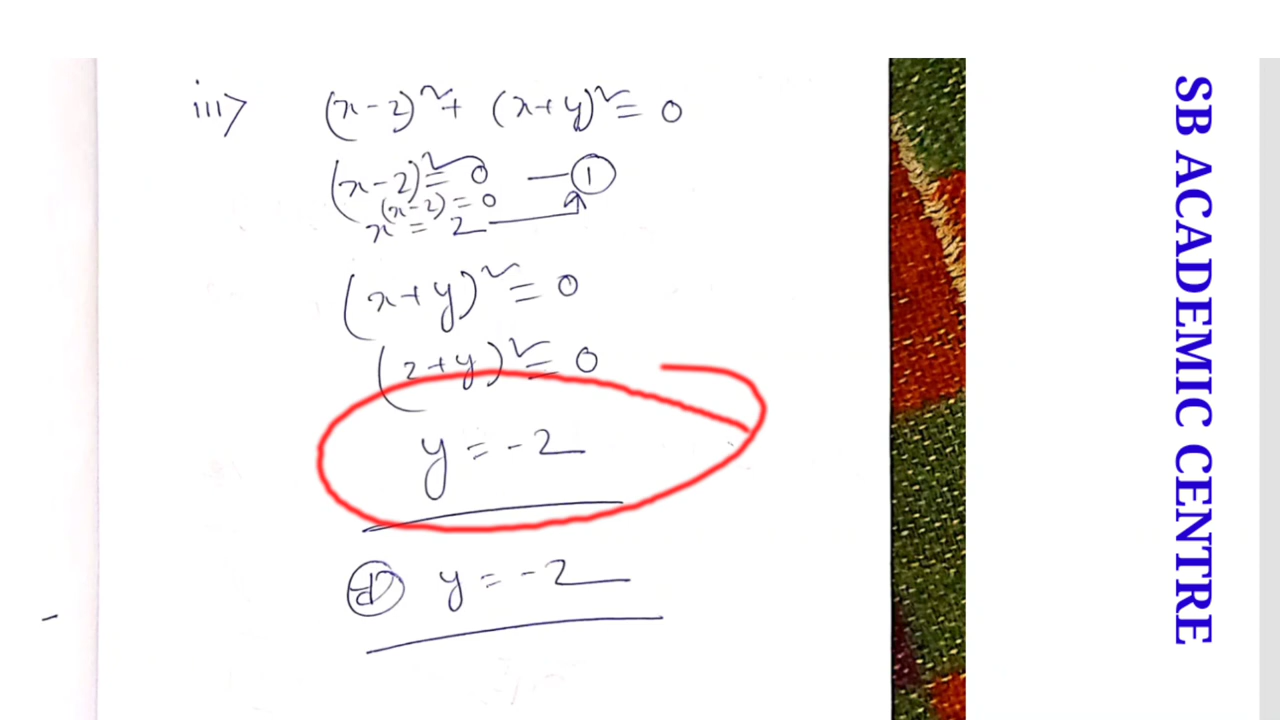 iii> (x-2)²+ (x+y)²= 0
(x-2)²= 0 — ①
(x-2) = 0
x = 2
(x+y)²= 0
(2+y)²= 0
y = -2
ⓓ y = -2
SB ACADEMIC CENTRE